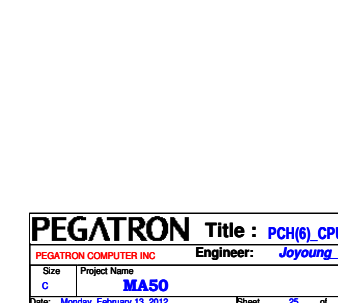 PEGATRON Title : PCH(6)_CPU
PEGATRON COMPUTER INC Engineer: Joyoung_
Size Project Name
C MA50
Date: Monday, February 13, 2012 Sheet 25 of